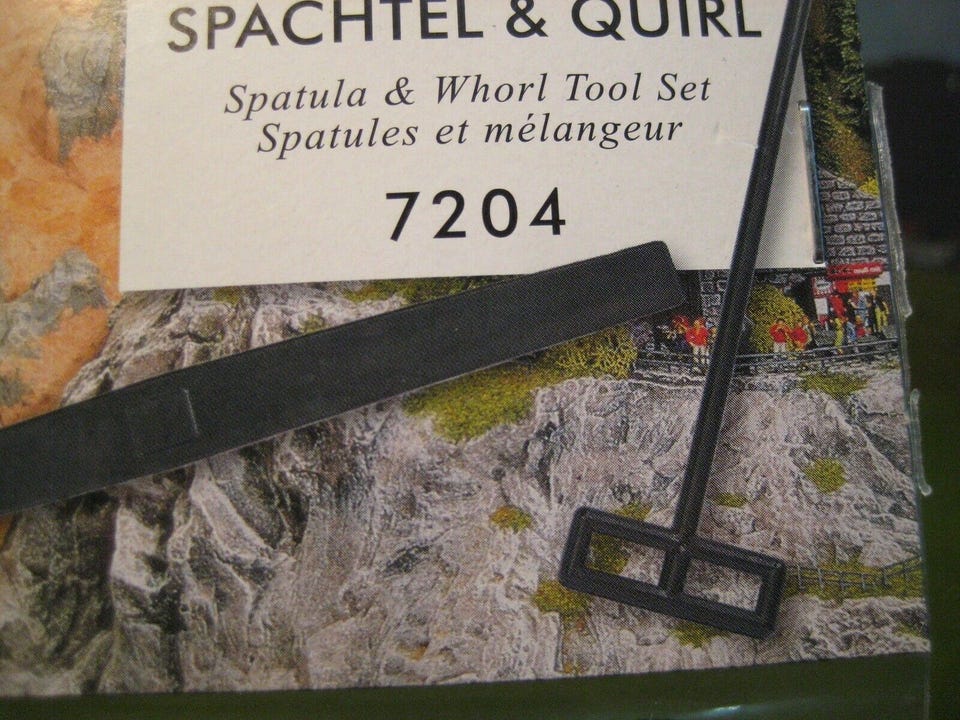 SPACHTEL & QUIRL
Spatula & Whorl Tool Set
Spatules et mélangeur
7204